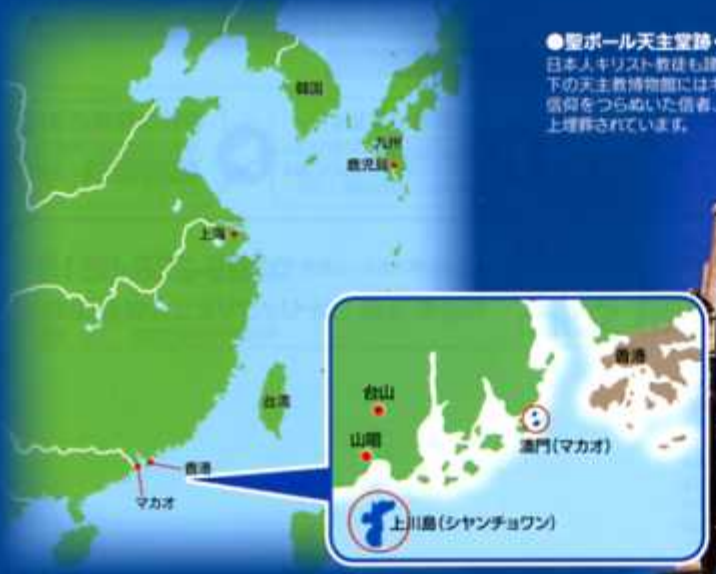 ●聖ポール天主堂跡
日本人キリスト教徒も
下の天主教博物館には
信仰をつらぬいた信者、
上埋葬されています。
韓国
九州
鹿児島
上海
台湾
香港
マカオ
香港
台山
山咀
澳門(マカオ)
上川島(シャンチョワン)